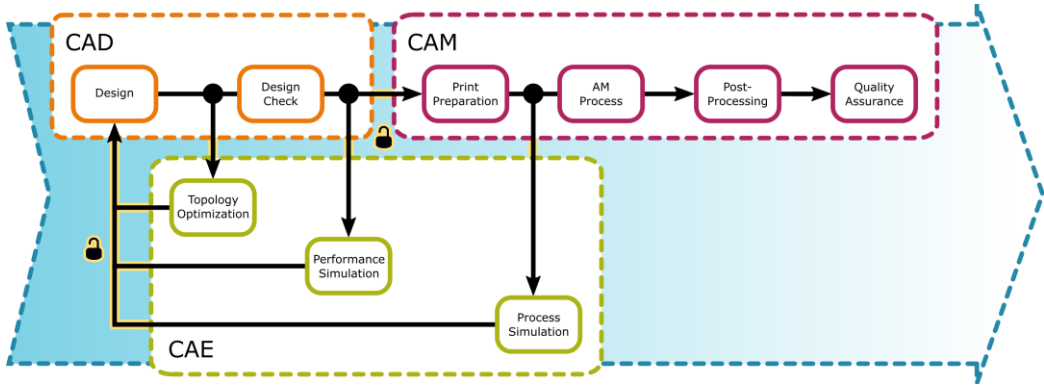 CAD
CAM
Design
Design
Check
Print
Preparation
AM
Process
Post-
Processing
Quality
Assurance
Topology
Optimization
Performance
Simulation
Process
Simulation
CAE